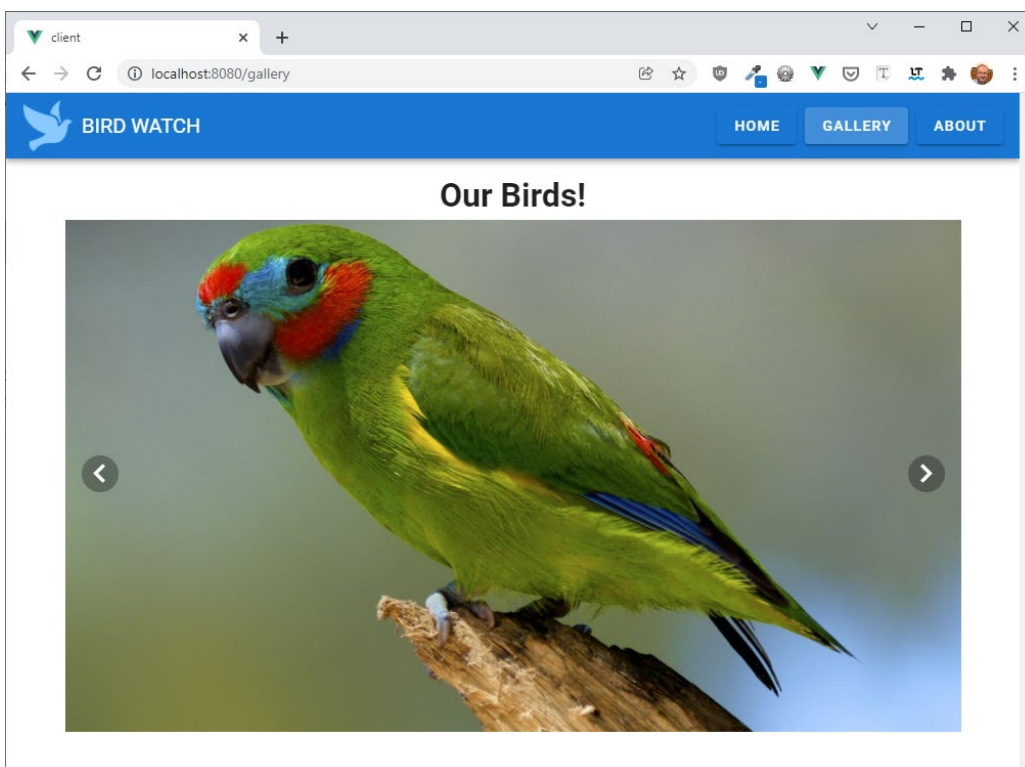 client
localhost:8080/gallery
BIRD WATCH
HOME
GALLERY
ABOUT
Our Birds!